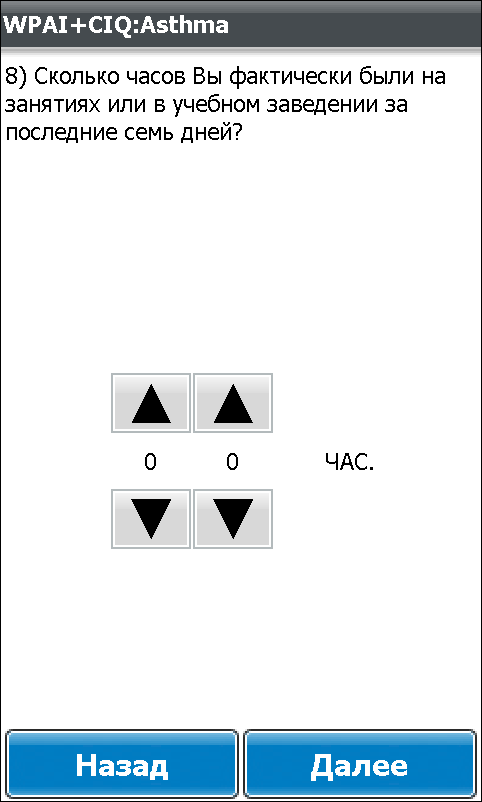 WPAI+CIQ:Asthma
8) Сколько часов Вы фактически были на
занятиях или в учебном заведении за
последние семь дней?
0 0 ЧАС.
Назад Далее